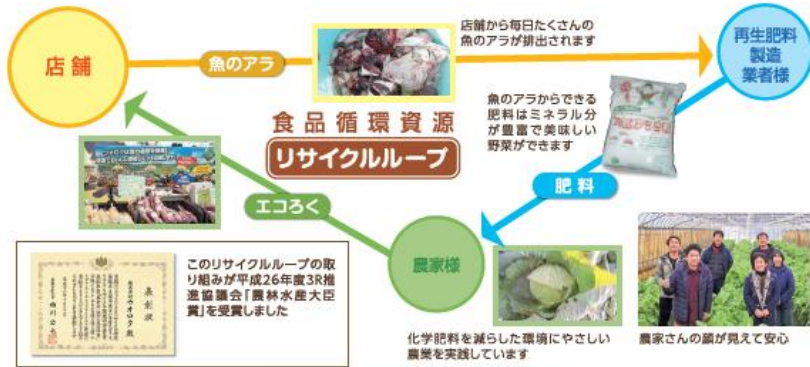 店舗
魚のアラ
店舗から毎日たくさんの
魚のアラが排出されます
再生肥料
製造
業者様
魚のアラからできる
肥料はミネラル分
が豊富で美味しい
野菜ができます
食品循環資源
リサイクルループ
肥料
エコろく
農家様
このリサイクルループの取
り組みが平成26年度3R推
進協議会「農林水産大臣
賞」を受賞しました
表彰状
化学肥料を減らした環境にやさしい
農業を実践しています
農家さんの顔が見えて安心